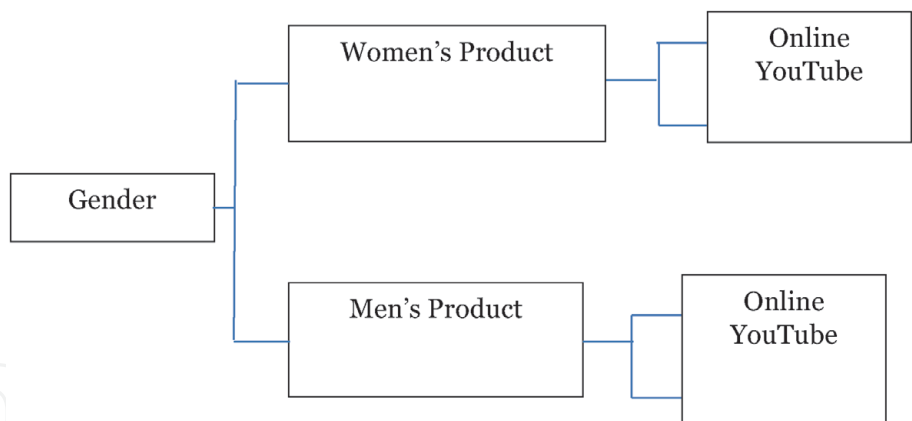 Women’s Product
Online
YouTube
Gender
Men’s Product
Online
YouTube